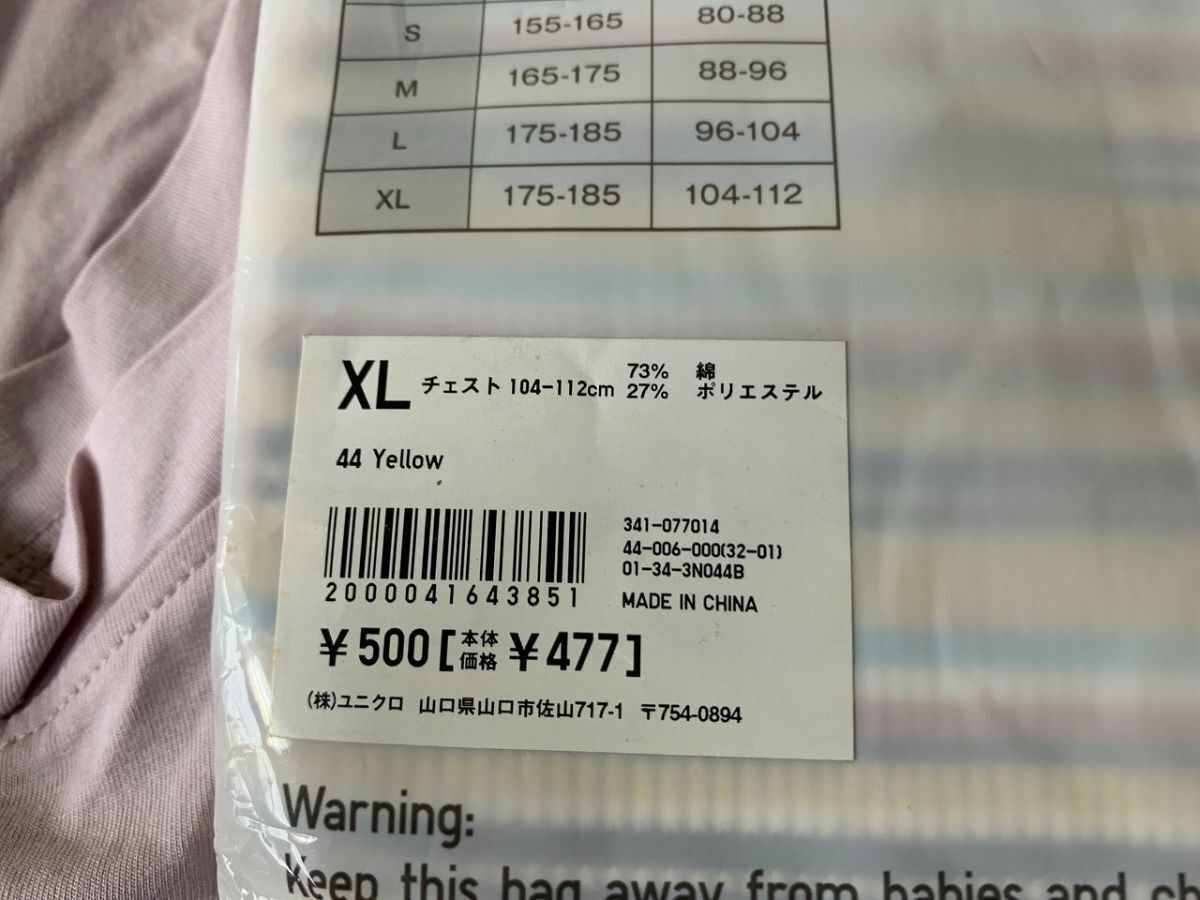 S 155-165 80-88
M 165-175 88-96
L 175-185 96-104
XL 175-185 104-112
XL チェスト 104-112cm 73% 綿
27% ポリエステル
44 Yellow
341-077014
44-006-000(32-01)
01-34-3N044B
2000041643851
MADE IN CHINA
¥500[本体価格 ¥477]
(株)ユニクロ 山口県山口市佐山717-1 〒754-0894
Warning:
Keep this bag away from babies and ch